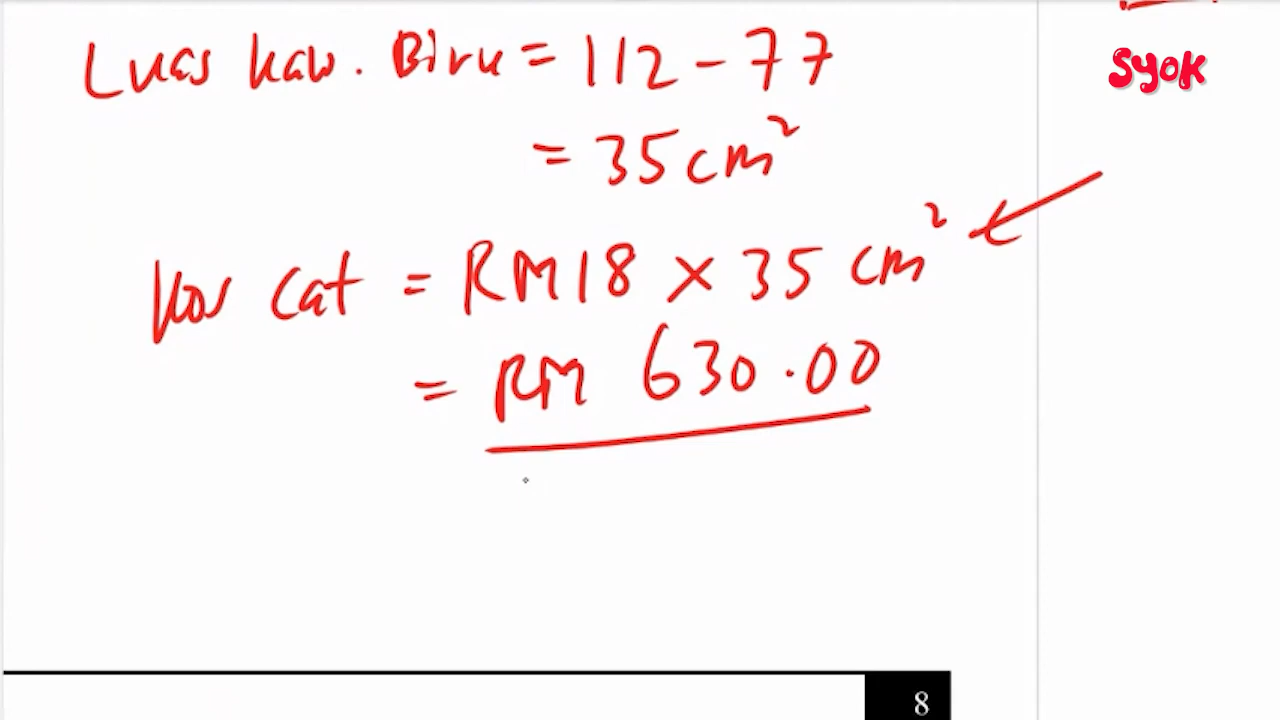 Luas kaw. Biru = 112 - 77
Syok
= 35 cm²
Kos cat = RM18 × 35 cm²
= RM 630.00
8